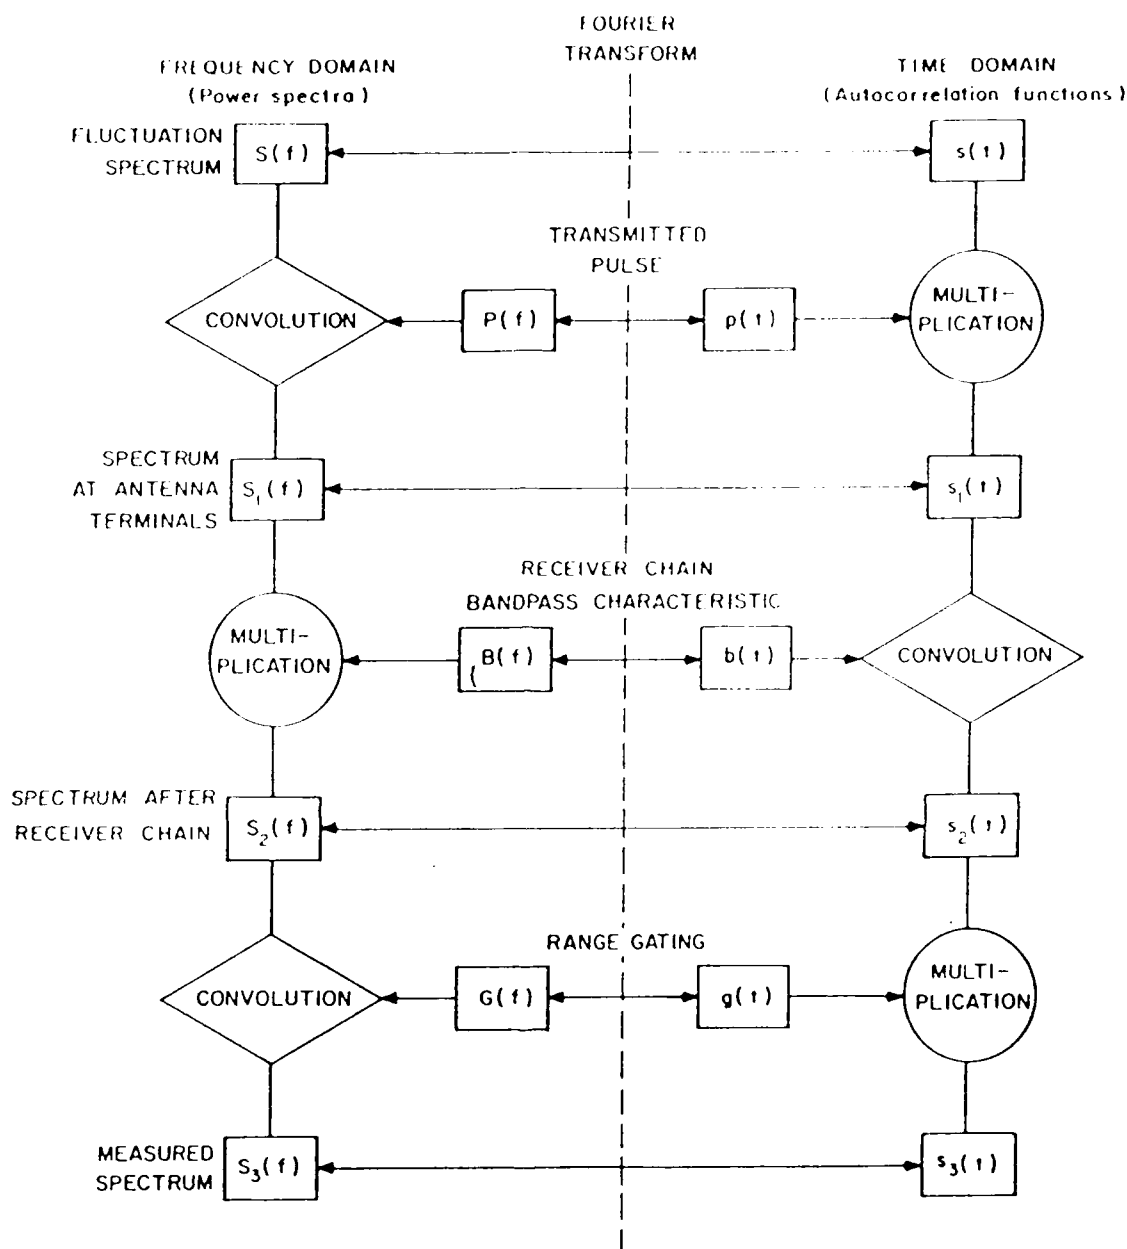 FOURIER
TRANSFORM
FREQUENCY DOMAIN
(Power spectra)
TIME DOMAIN
(Autocorrelation functions)
FLUCTUATION
SPECTRUM
S(f)
s(t)
TRANSMITTED
PULSE
CONVOLUTION
P(f)
p(t)
MULTI-
PLICATION
SPECTRUM
AT ANTENNA
TERMINALS
S₁(f)
s₁(t)
RECEIVER CHAIN
BANDPASS CHARACTERISTIC
MULTI-
PLICATION
B(f)
b(t)
CONVOLUTION
SPECTRUM AFTER
RECEIVER CHAIN
S₂(f)
s₂(t)
RANGE GATING
CONVOLUTION
G(f)
g(t)
MULTI-
PLICATION
MEASURED
SPECTRUM
S₃(f)
s₃(t)